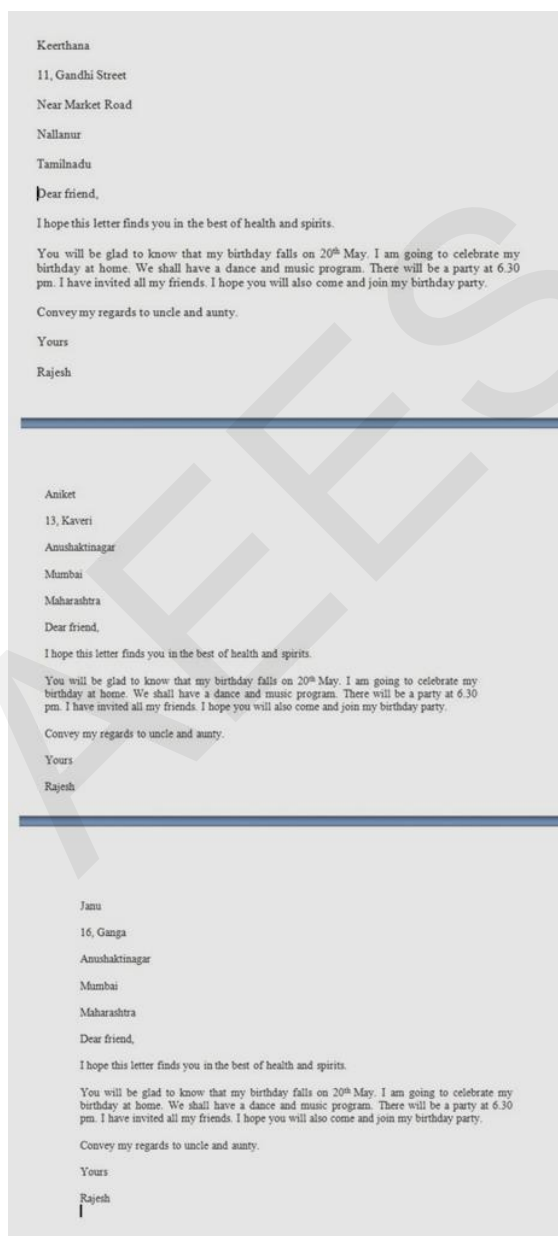 Keerthana
11, Gandhi Street
Near Market Road
Nallanur
Tamilnadu
Dear friend,
I hope this letter finds you in the best of health and spirits.
You will be glad to know that my birthday falls on 20th May. I am going to celebrate my
birthday at home. We shall have a dance and music program. There will be a party at 6.30
pm. I have invited all my friends. I hope you will also come and join my birthday party.
Convey my regards to uncle and aunty.
Yours
Rajesh
Aniket
13, Kaveri
Anushaktinagar
Mumbai
Maharashtra
Dear friend,
I hope this letter finds you in the best of health and spirits.
You will be glad to know that my birthday falls on 20th May. I am going to celebrate my
birthday at home. We shall have a dance and music program. There will be a party at 6.30
pm. I have invited all my friends. I hope you will also come and join my birthday party.
Convey my regards to uncle and aunty.
Yours
Rajesh
Janu
16, Ganga
Anushaktinagar
Mumbai
Maharashtra
Dear friend,
I hope this letter finds you in the best of health and spirits.
You will be glad to know that my birthday falls on 20th May. I am going to celebrate my
birthday at home. We shall have a dance and music program. There will be a party at 6.30
pm. I have invited all my friends. I hope you will also come and join my birthday party.
Convey my regards to uncle and aunty.
Yours
Rajesh
AEES